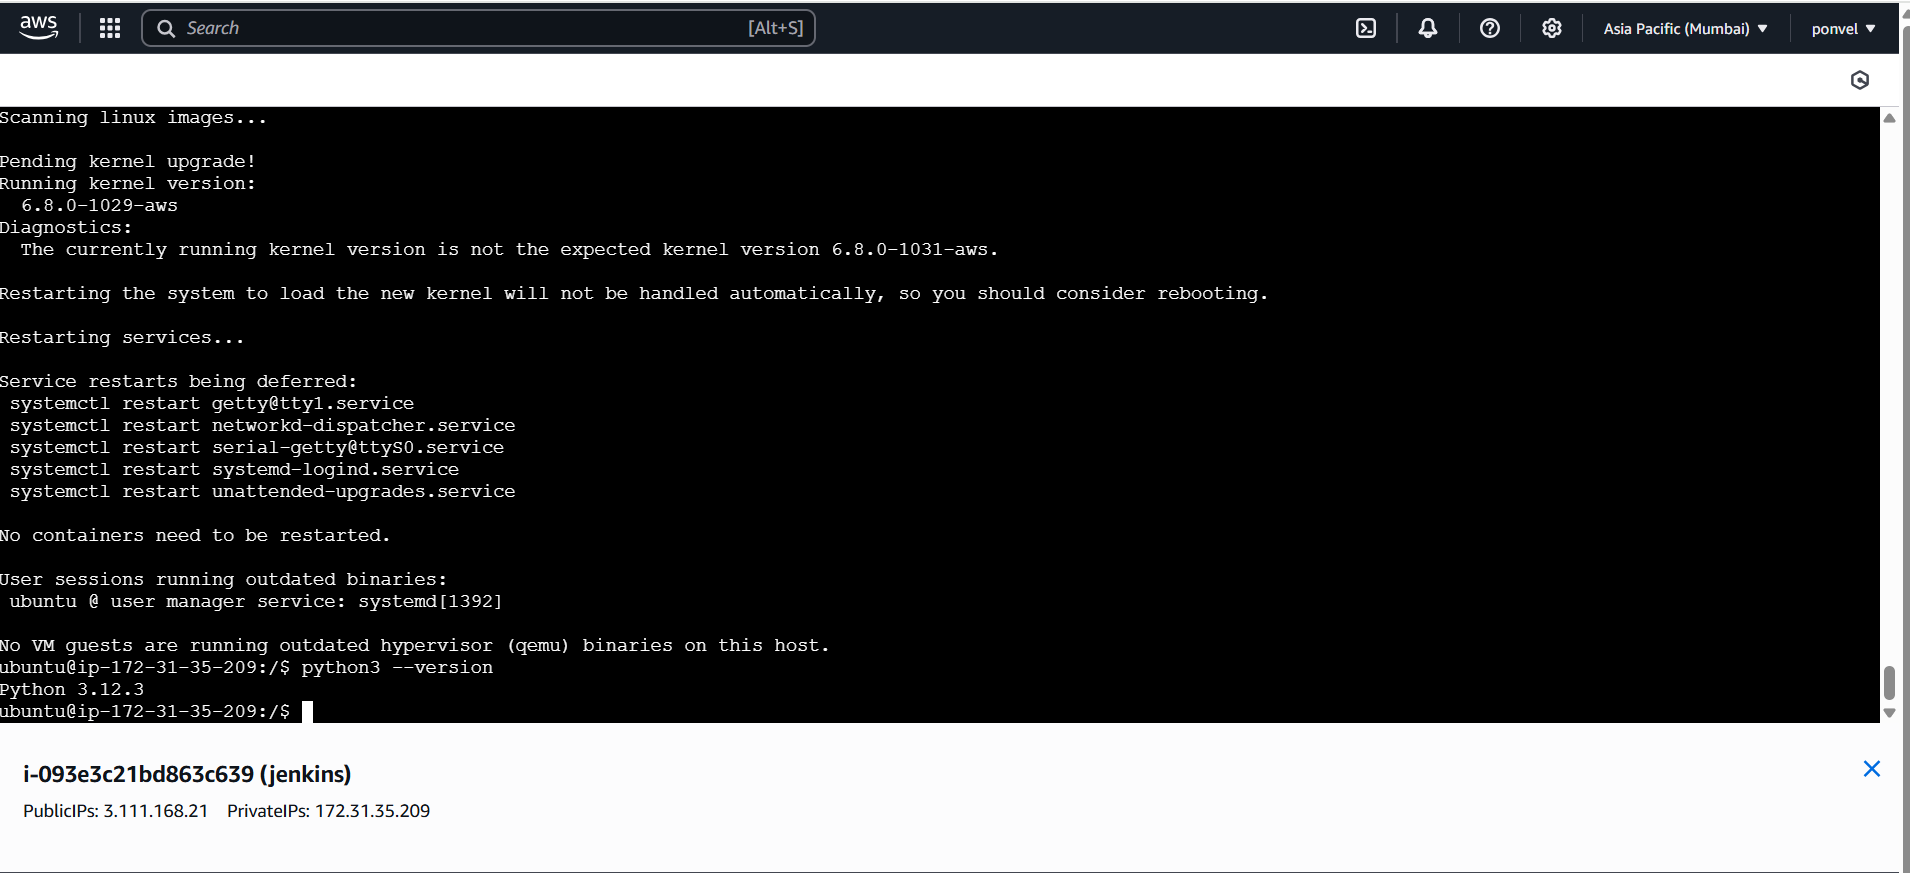 aws
Search [Alt+S]
Asia Pacific (Mumbai)
ponvel
Scanning linux images...
Pending kernel upgrade!
Running kernel version:
6.8.0-1029-aws
Diagnostics:
The currently running kernel version is not the expected kernel version 6.8.0-1031-aws.
Restarting the system to load the new kernel will not be handled automatically, so you should consider rebooting.
Restarting services...
Service restarts being deferred:
systemctl restart getty@tty1.service
systemctl restart networkd-dispatcher.service
systemctl restart serial-getty@ttyS0.service
systemctl restart systemd-logind.service
systemctl restart unattended-upgrades.service
No containers need to be restarted.
User sessions running outdated binaries:
ubuntu @ user manager service: systemd[1392]
No VM guests are running outdated hypervisor (qemu) binaries on this host.
ubuntu@ip-172-31-35-209:/$ python3 --version
Python 3.12.3
ubuntu@ip-172-31-35-209:/$
i-093e3c21bd863c639 (jenkins)
PublicIPs: 3.111.168.21 PrivateIPs: 172.31.35.209